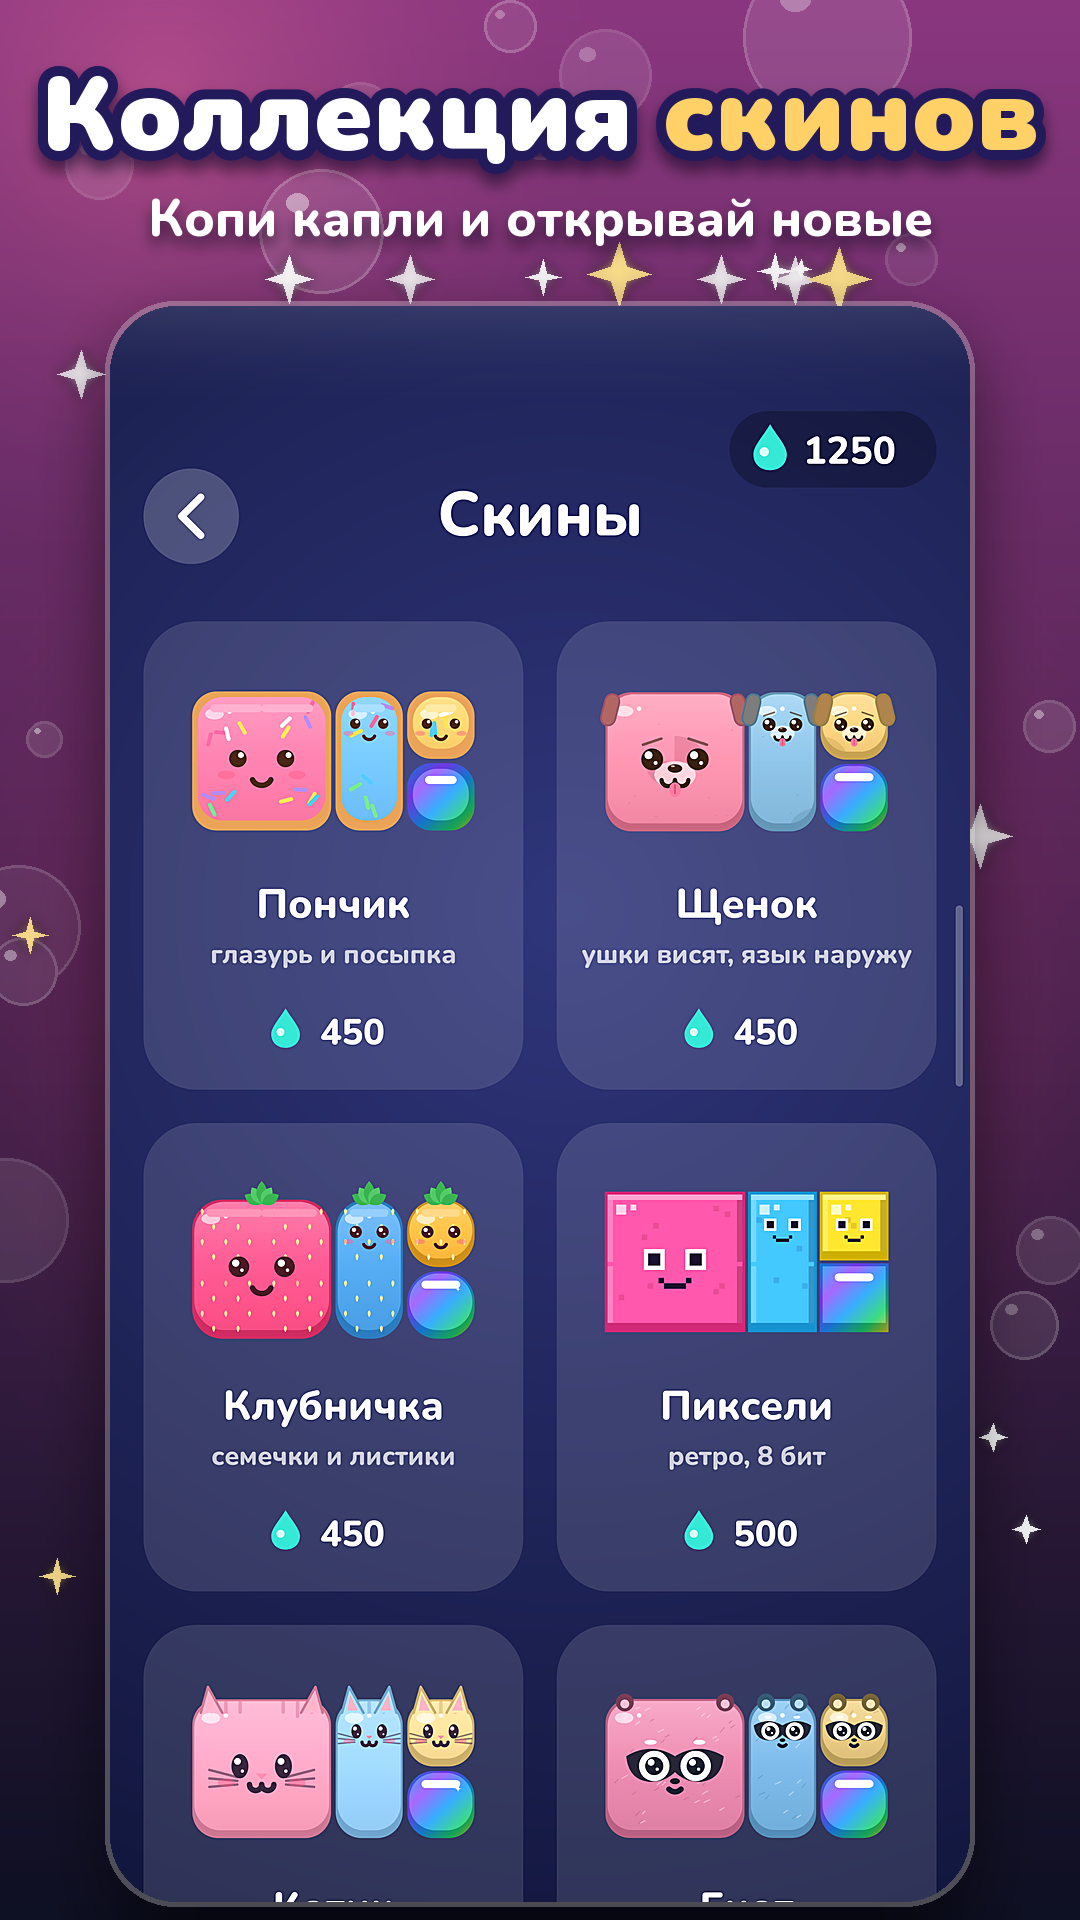 Коллекция скинов
Копи капли и открывай новые
1250
Скины
Пончик
глазурь и посыпка
450
Щенок
ушки висят, язык наружу
450
Клубничка
семечки и листики
450
Пиксели
ретро, 8 бит
500